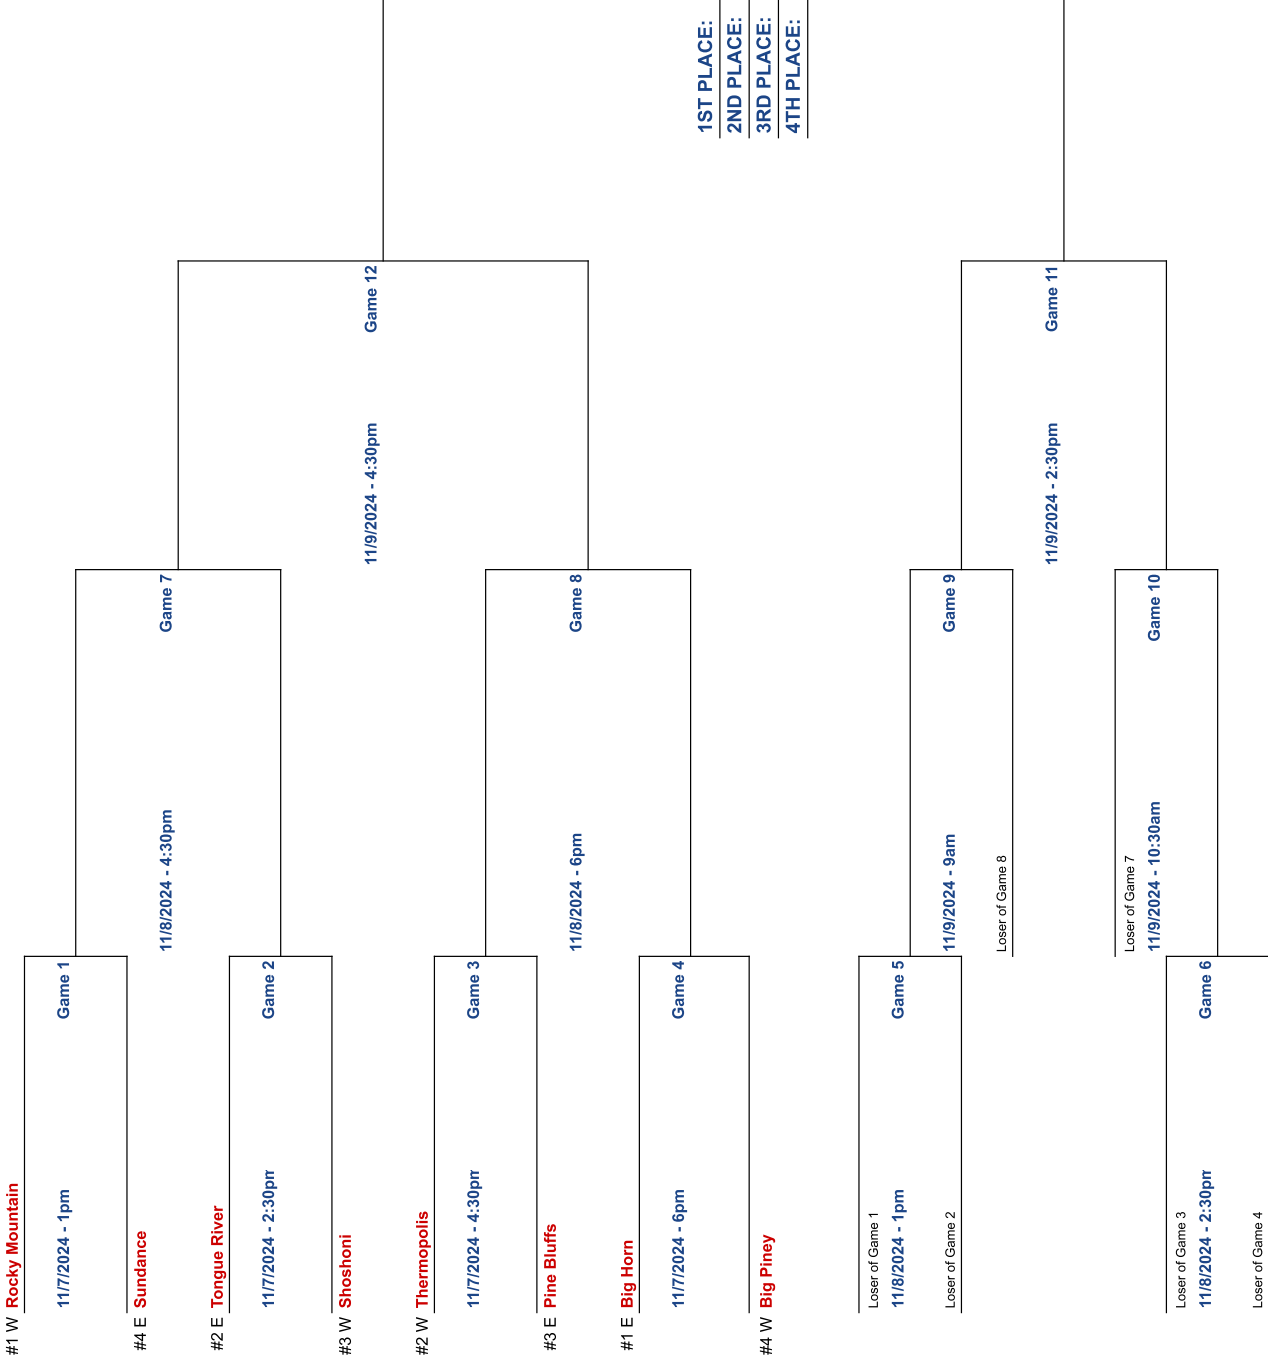 #1 W Rocky Mountain
11/7/2024 - 1pm
Game 1
#4 E Sundance
11/8/2024 - 4:30pm
Game 7
#2 E Tongue River
11/7/2024 - 2:30pm
Game 2
#3 W Shoshoni
11/9/2024 - 4:30pm
Game 12
#2 W Thermopolis
11/7/2024 - 4:30pm
Game 3
#3 E Pine Bluffs
11/8/2024 - 6pm
Game 8
#1 E Big Horn
11/7/2024 - 6pm
Game 4
#4 W Big Piney
1ST PLACE:
2ND PLACE:
3RD PLACE:
4TH PLACE:
Loser of Game 1
11/8/2024 - 1pm
Game 5
Loser of Game 2
11/9/2024 - 9am
Game 9
Loser of Game 8
11/9/2024 - 2:30pm
Game 11
Loser of Game 7
11/9/2024 - 10:30am
Game 10
Loser of Game 3
11/8/2024 - 2:30pm
Game 6
Loser of Game 4